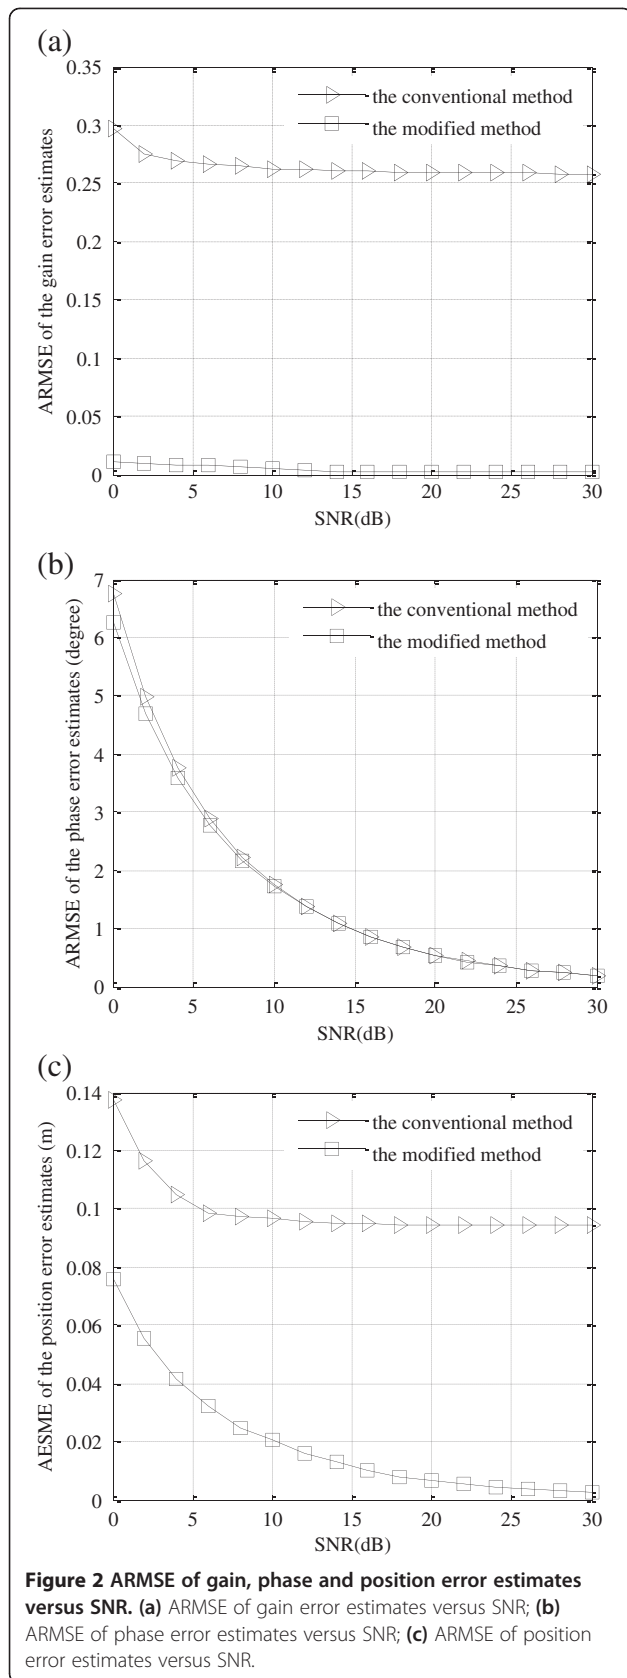 (a)
0.35
0.3
0.25
0.2
0.15
0.1
0.05
0
ARMSE of the gain error estimates
the conventional method
the modified method
0 5 10 15 20 25 30
SNR(dB)
(b)
7
6
5
4
3
2
1
0
ARMSE of the phase error estimates (degree)
the conventional method
the modified method
0 5 10 15 20 25 30
SNR(dB)
(c)
0.14
0.12
0.1
0.08
0.06
0.04
0.02
0
AESME of the position error estimates (m)
the conventional method
the modified method
0 5 10 15 20 25 30
SNR(dB)
Figure 2 ARMSE of gain, phase and position error estimates
versus SNR. (a) ARMSE of gain error estimates versus SNR; (b)
ARMSE of phase error estimates versus SNR; (c) ARMSE of position
error estimates versus SNR.